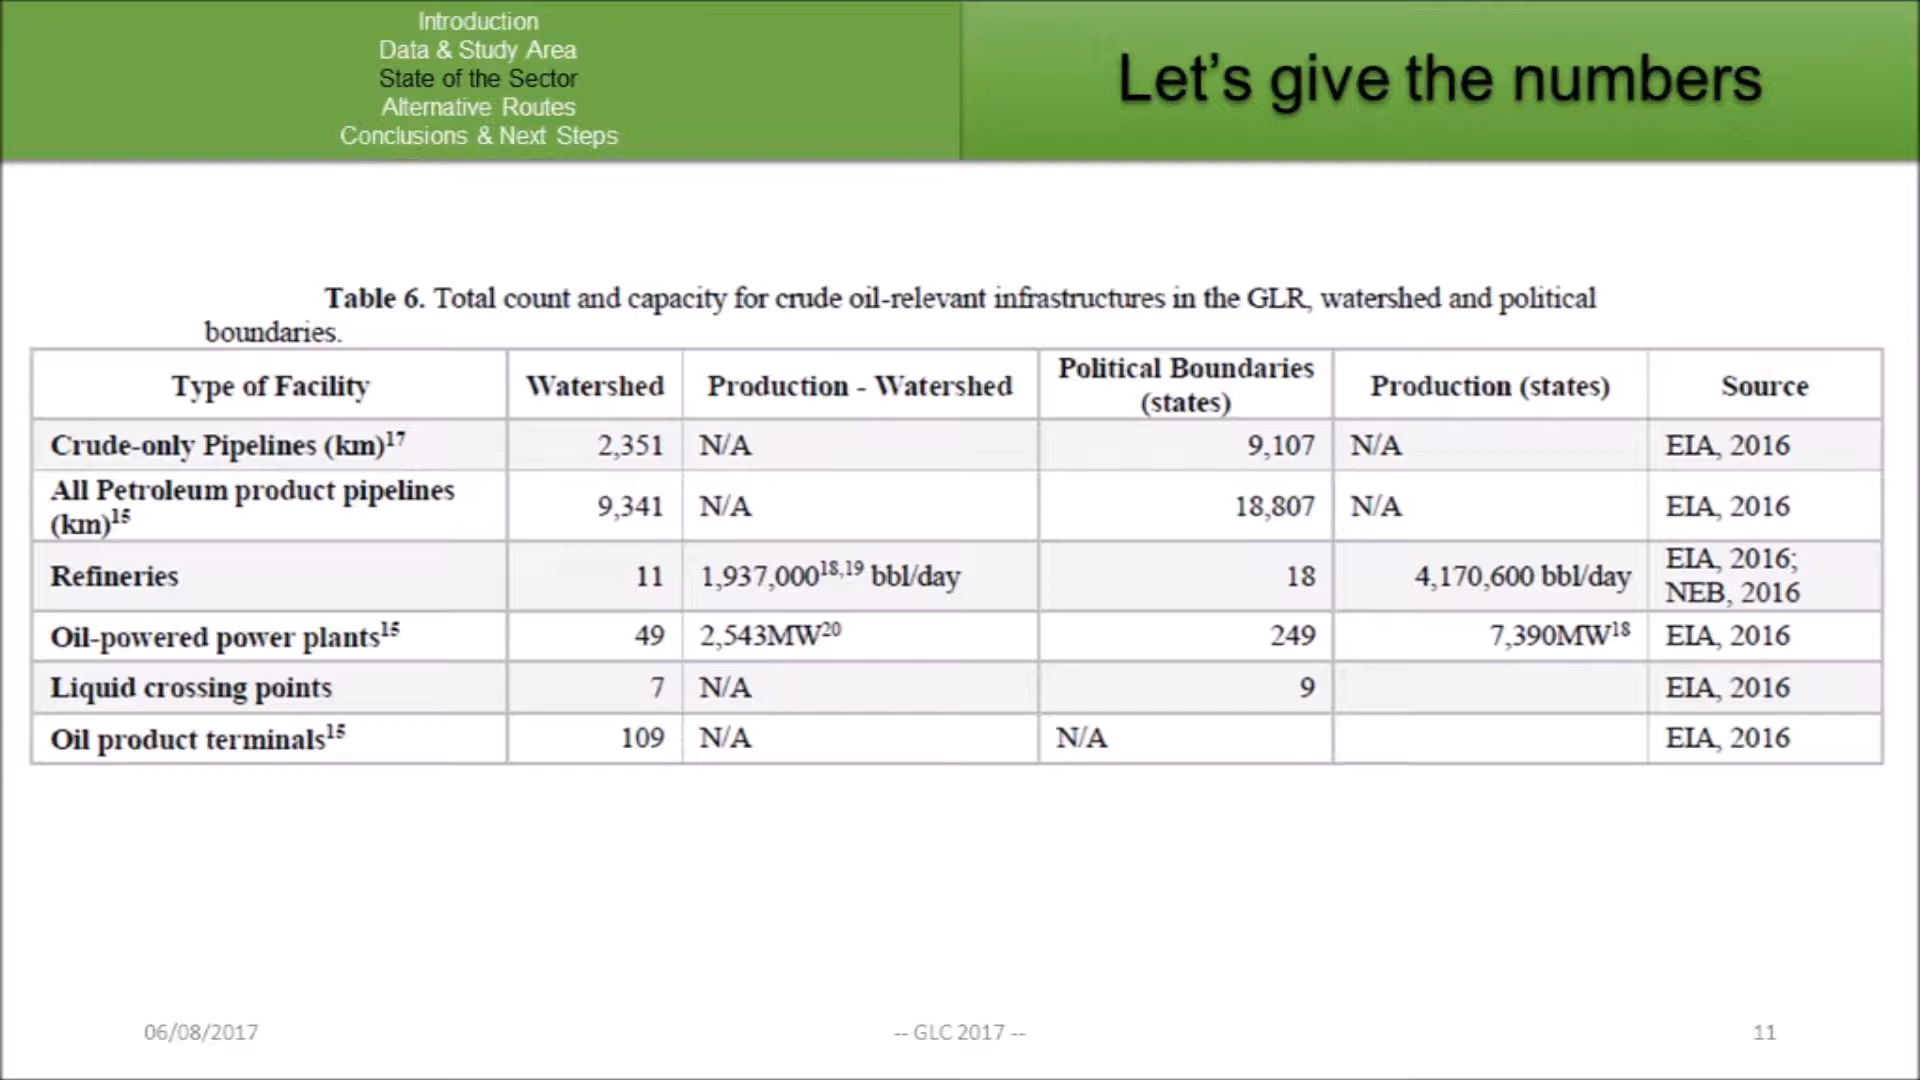 Introduction
Data & Study Area
State of the Sector
Alternative Routes
Conclusions & Next Steps
Let's give the numbers
Table 6. Total count and capacity for crude oil-relevant infrastructures in the GLR, watershed and political
boundaries.
Type of Facility Watershed Production - Watershed Political Boundaries (states) Production (states) Source
Crude-only Pipelines (km)17 2,351 N/A 9,107 N/A EIA, 2016
All Petroleum product pipelines (km)15 9,341 N/A 18,807 N/A EIA, 2016
Refineries 11 1,937,00018,19 bbl/day 18 4,170,600 bbl/day EIA, 2016; NEB, 2016
Oil-powered power plants15 49 2,543MW20 249 7,390MW18 EIA, 2016
Liquid crossing points 7 N/A 9 EIA, 2016
Oil product terminals15 109 N/A N/A EIA, 2016
06/08/2017
-- GLC 2017 --
11